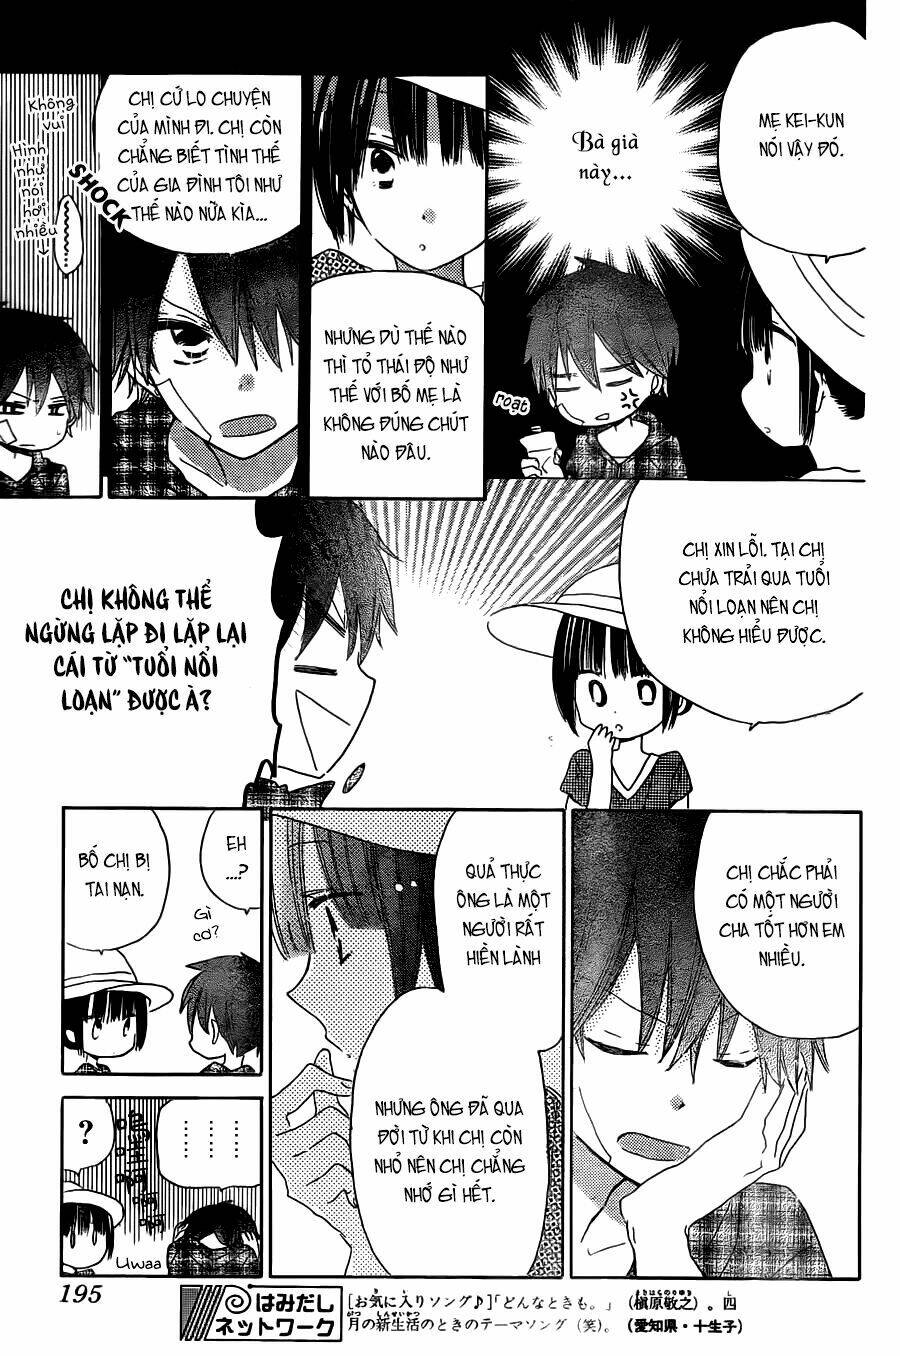 MẸ KEI-KUN
NÓI VẬY ĐÓ.
Bà già
này...
roạt
NHƯNG DÙ THẾ NÀO
THÌ TỎ THÁI ĐỘ NHƯ
THẾ VỚI BỐ MẸ LÀ
KHÔNG ĐÚNG CHÚT
NÀO ĐÂU.
CHỊ CỨ LO CHUYỆN
CỦA MÌNH ĐI. CHỊ CÒN
CHẲNG BIẾT TÌNH THẾ
CỦA GIA ĐÌNH TÔI NHƯ
THẾ NÀO NỮA KÌA...
SHOCK
Không
vui
Hình
như
nói
hơi
nhiều
CHỊ XIN LỖI. TẠI CHỊ
CHƯA TRẢI QUA TUỔI
NỔI LOẠN NÊN CHỊ
KHÔNG HIỂU ĐƯỢC.
CHỊ KHÔNG THỂ
NGỪNG LẶP ĐI LẶP LẠI
CÁI TỪ "TUỔI NỔI
LOẠN" ĐƯỢC À?
CHỊ CHẮC PHẢI
CÓ MỘT NGƯỜI
CHA TỐT HƠN EM
NHIỀU.
QUẢ THỰC
ÔNG LÀ MỘT
NGƯỜI RẤT
HIỀN LÀNH
NHƯNG ÔNG ĐÃ QUA
ĐỜI TỪ KHI CHỊ CÒN
NHỎ NÊN CHỊ CHẲNG
NHỚ GÌ HẾT.
EH
...?
BỐ CHỊ BỊ
TAI NẠN.
Gì
cơ?
?
Uwaa
195
はみだし
ネットワーク
[お気に入りソング♪]「どんなときも。」(槇原敬之)。四
月の新生活のときのテーマソング(笑)。(愛知県・十生子)